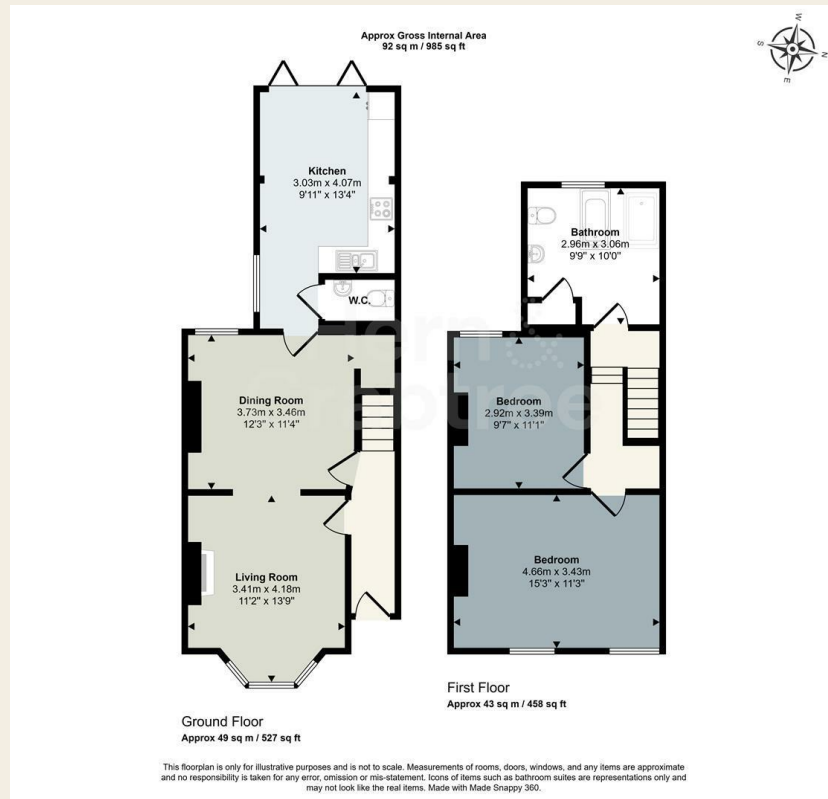 Approx Gross Internal Area
92 sq m / 985 sq ft
W
S
N
E
Kitchen
3.03m x 4.07m
9'11" x 13'4"
Bathroom
2.96m x 3.06m
9'9" x 10'0"
W.C.
Hern &
Crabtree
Dining Room
3.73m x 3.46m
12'3" x 11'4"
Bedroom
2.92m x 3.39m
9'7" x 11'1"
Living Room
3.41m x 4.18m
11'2" x 13'9"
Bedroom
4.66m x 3.43m
15'3" x 11'3"
Ground Floor
Approx 49 sq m / 527 sq ft
First Floor
Approx 43 sq m / 458 sq ft
This floorplan is only for illustrative purposes and is not to scale. Measurements of rooms, doors, windows, and any items are approximate
and no responsibility is taken for any error, omission or mis-statement. Icons of items such as bathroom suites are representations only and
may not look like the real items. Made with Made Snappy 360.